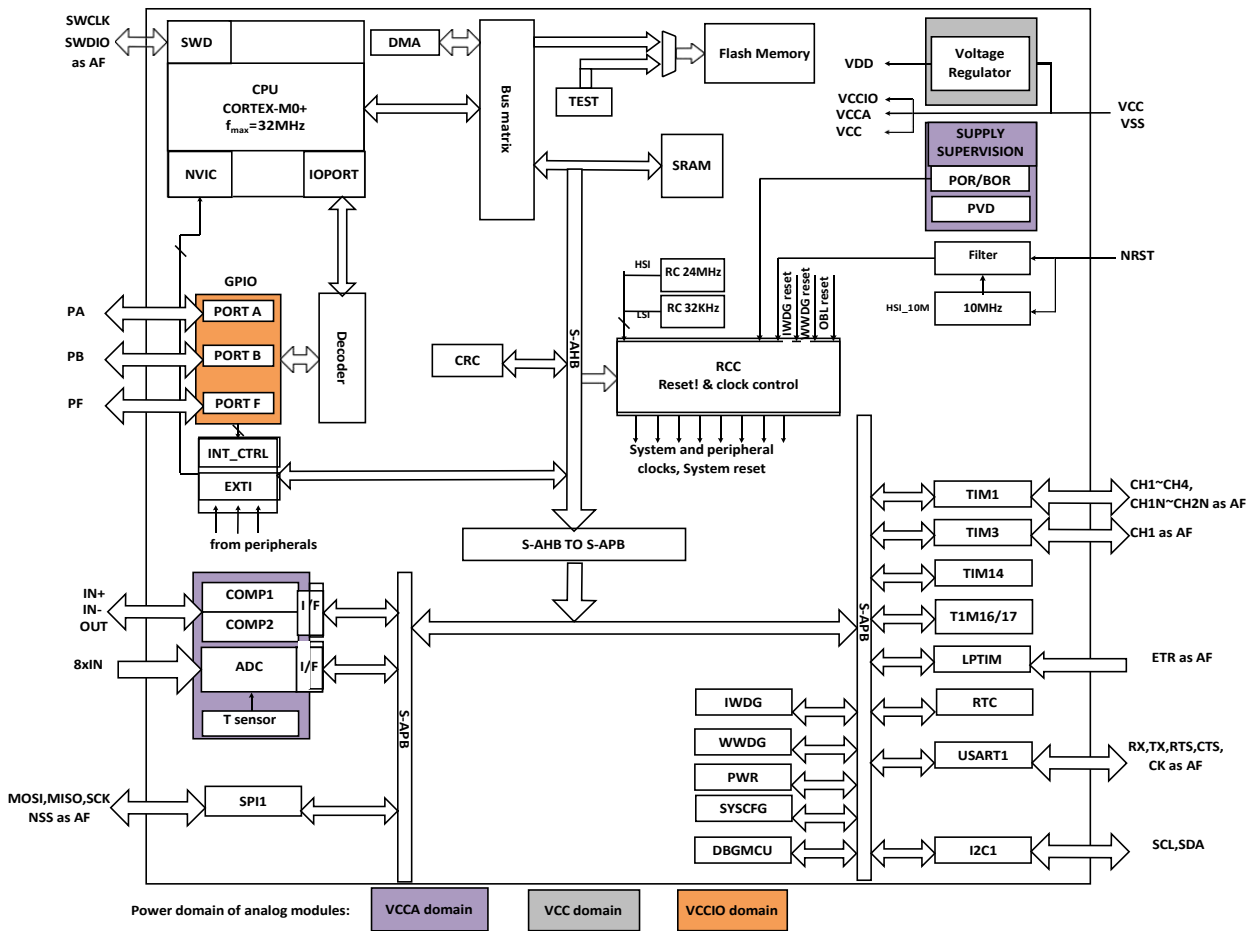 SWCLK
SWDIO
as AF
SWD
CPU
CORTEX-M0+
fmax=32MHz
NVIC
IOPORT
DMA
Bus matrix
TEST
Flash Memory
SRAM
VDD
Voltage
Regulator
VCCIO
VCCA
VCC
VCC
VSS
SUPPLY
SUPERVISION
POR/BOR
PVD
Filter
NRST
HSI_10M
10MHz
HSI
RC 24MHz
LSI
RC 32KHz
IWDG reset
WWDG reset
OBL reset
GPIO
PA
PORT A
PB
PORT B
PF
PORT F
Decoder
S-AHB
CRC
RCC
Reset! & clock control
System and peripheral
clocks, System reset
INT_CTRL
EXTI
from peripherals
S-AHB TO S-APB
IN+
IN-
OUT
COMP1
COMP2
I/F
8xIN
ADC
I/F
T sensor
S-APB
MOSI,MISO,SCK
NSS as AF
SPI1
S-APB
TIM1
CH1~CH4,
CH1N~CH2N as AF
TIM3
CH1 as AF
TIM14
T1M16/17
LPTIM
ETR as AF
IWDG
RTC
WWDG
USART1
RX,TX,RTS,CTS,
CK as AF
PWR
SYSCFG
DBGMCU
I2C1
SCL,SDA
Power domain of analog modules:
VCCA domain
VCC domain
VCCIO domain